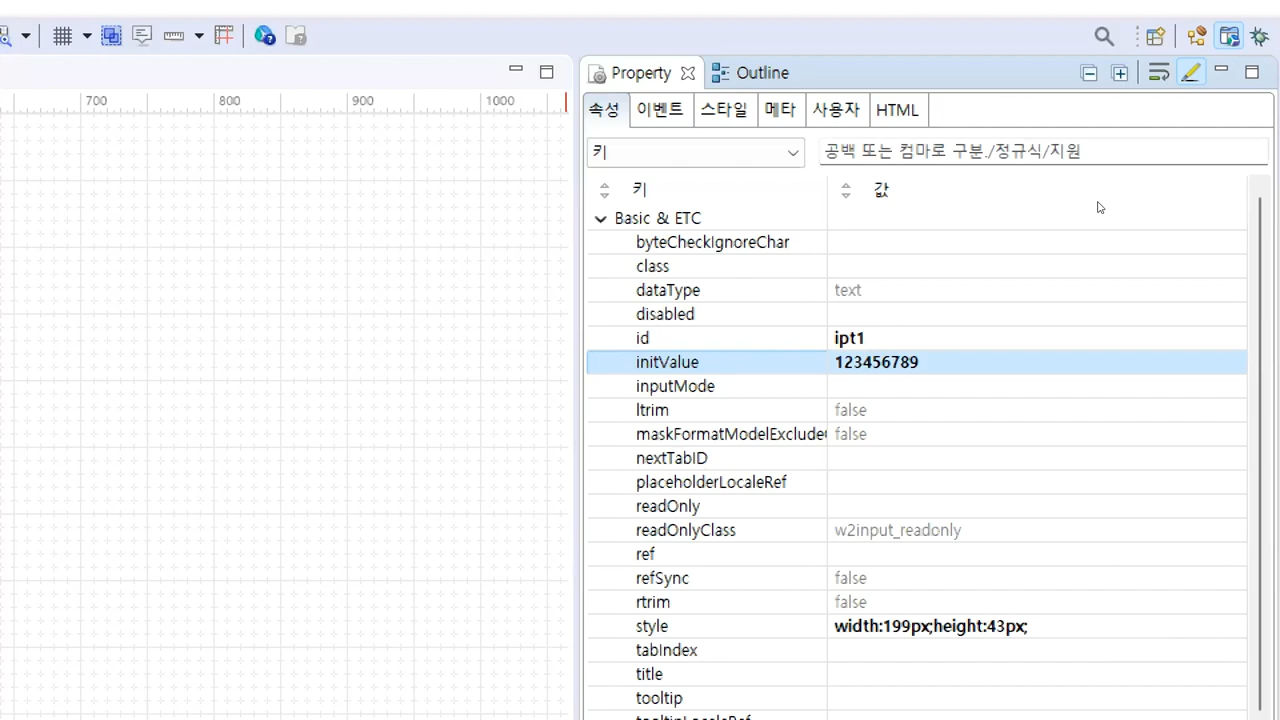 Property
Outline
700 800 900 1000
속성 이벤트 스타일 메타 사용자 HTML
키 공백 또는 컴마로 구분./정규식/지원
키 값
Basic & ETC
byteCheckIgnoreChar
class
dataType text
disabled
id ipt1
initValue 123456789
inputMode
ltrim false
maskFormatModelExclude false
nextTabID
placeholderLocaleRef
readOnly
readOnlyClass w2input_readonly
ref
refSync false
rtrim false
style width:199px;height:43px;
tabIndex
title
tooltip
tooltipLocaleRef